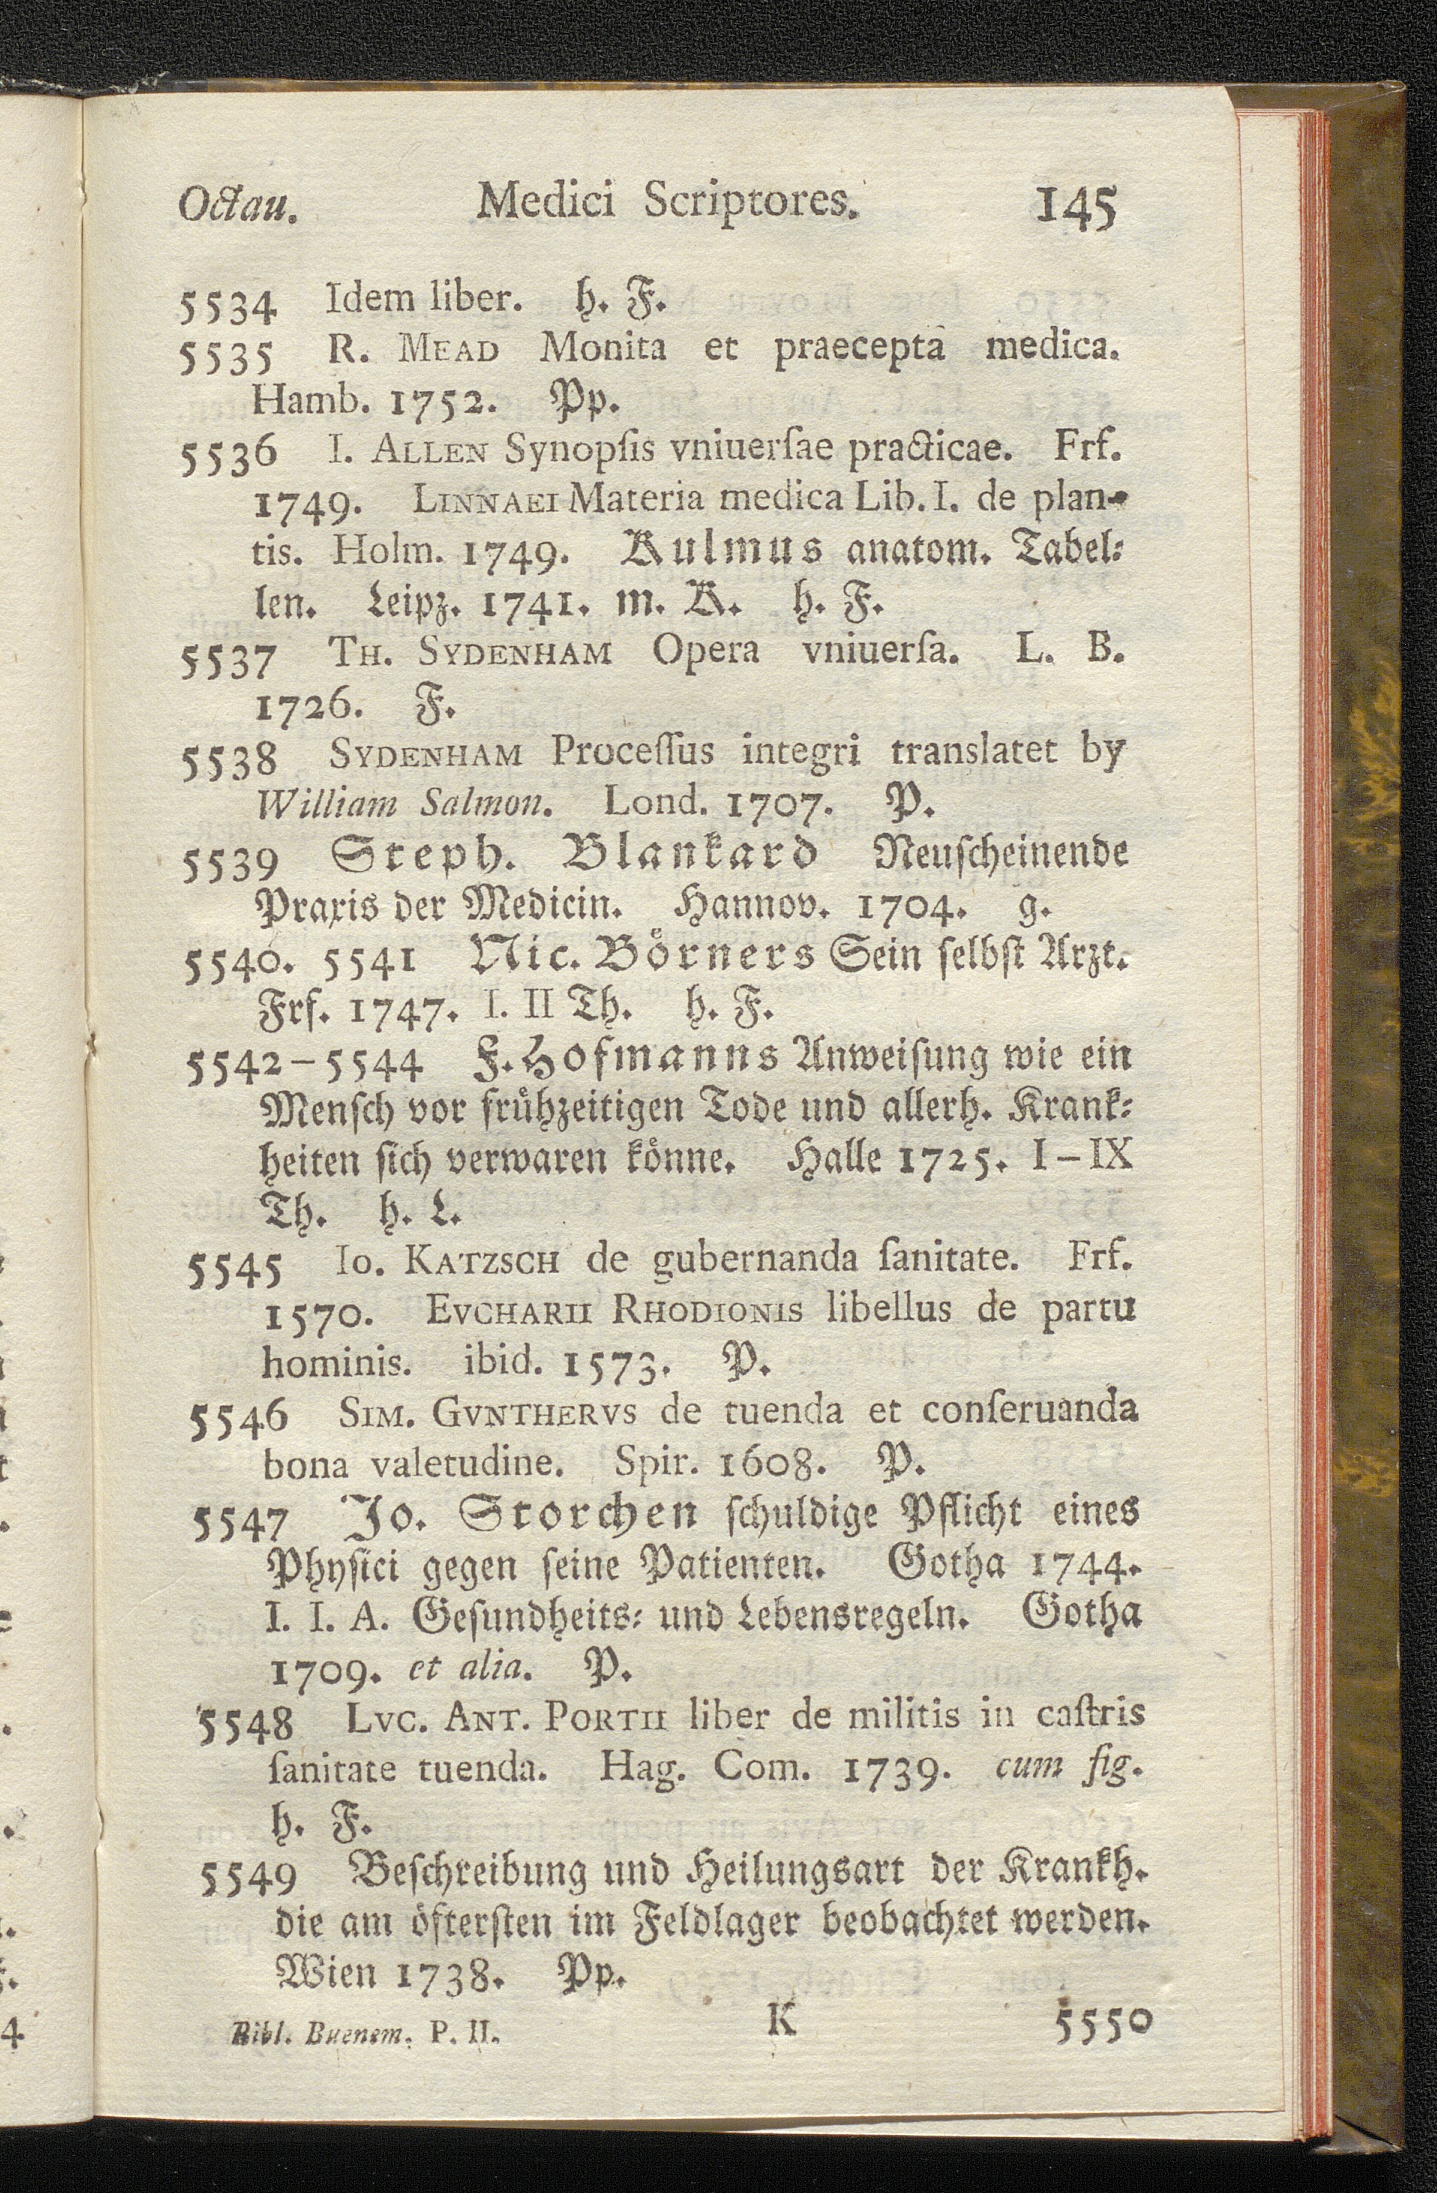 Octau. Medici Scriptores. 145
5534 Idem liber. h. F.
5535 R. MEAD Monita et praecepta medica.
Hamb. 1752. Pp.
5536 I. ALLEN Synopſis vniuerſae practicae. Frf.
1749. LINNAEI Materia medica Lib. I. de plan-
tis. Holm. 1749. Kulmus anatom. Tabel-
len. Leipz. 1741. m. K. h. F.
5537 TH. SYDENHAM Opera vniuerſa. L. B.
1726. F.
5538 SYDENHAM Proceſſus integri translatet by
William Salmon. Lond. 1707. P.
5539 Steph. Blankard Neuſcheinende
Praxis der Medicin. Hannov. 1704. g.
5540. 5541 Nic. Börners Sein ſelbſt Arzt.
Frf. 1747. I. II Th. h. F.
5542–5544 F. Hofmanns Anweiſung wie ein
Menſch vor frühzeitigen Tode und allerh. Krank-
heiten ſich verwaren könne. Halle 1725. I–IX
Th. h. L.
5545 IO. KATZSCH de gubernanda ſanitate. Frf.
1570. EVCHARII RHODIONIS libellus de partu
hominis. ibid. 1573. P.
5546 SIM. GVNTHERVS de tuenda et conſeruanda
bona valetudine. Spir. 1608. P.
5547 Jo. Storchen ſchuldige Pflicht eines
Phyſici gegen ſeine Patienten. Gotha 1744.
I. I. A. Geſundheits- und Lebensregeln. Gotha
1709. et alia. P.
5548 LVC. ANT. PORTII liber de militis in caſtris
ſanitate tuenda. Hag. Com. 1739. cum fig.
h. F.
5549 Beſchreibung und Heilungsart der Krankh.
die am öfterſten im Feldlager beobachtet werden.
Wien 1738. Pp.
Bibl. Buenem. P. II. K 5550